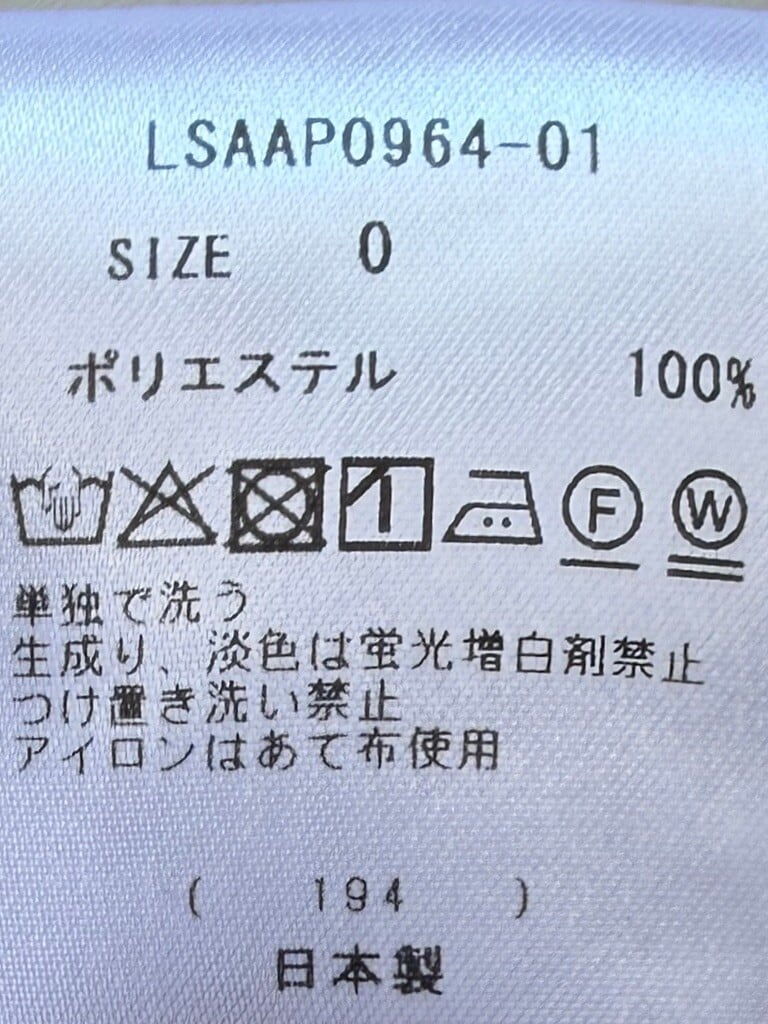 LSAAP0964-01
SIZE 0
ポリエステル 100%
F W
単独で洗う
生成り、淡色は蛍光増白剤禁止
つけ置き洗い禁止
アイロンはあて布使用
( 194 )
日本製